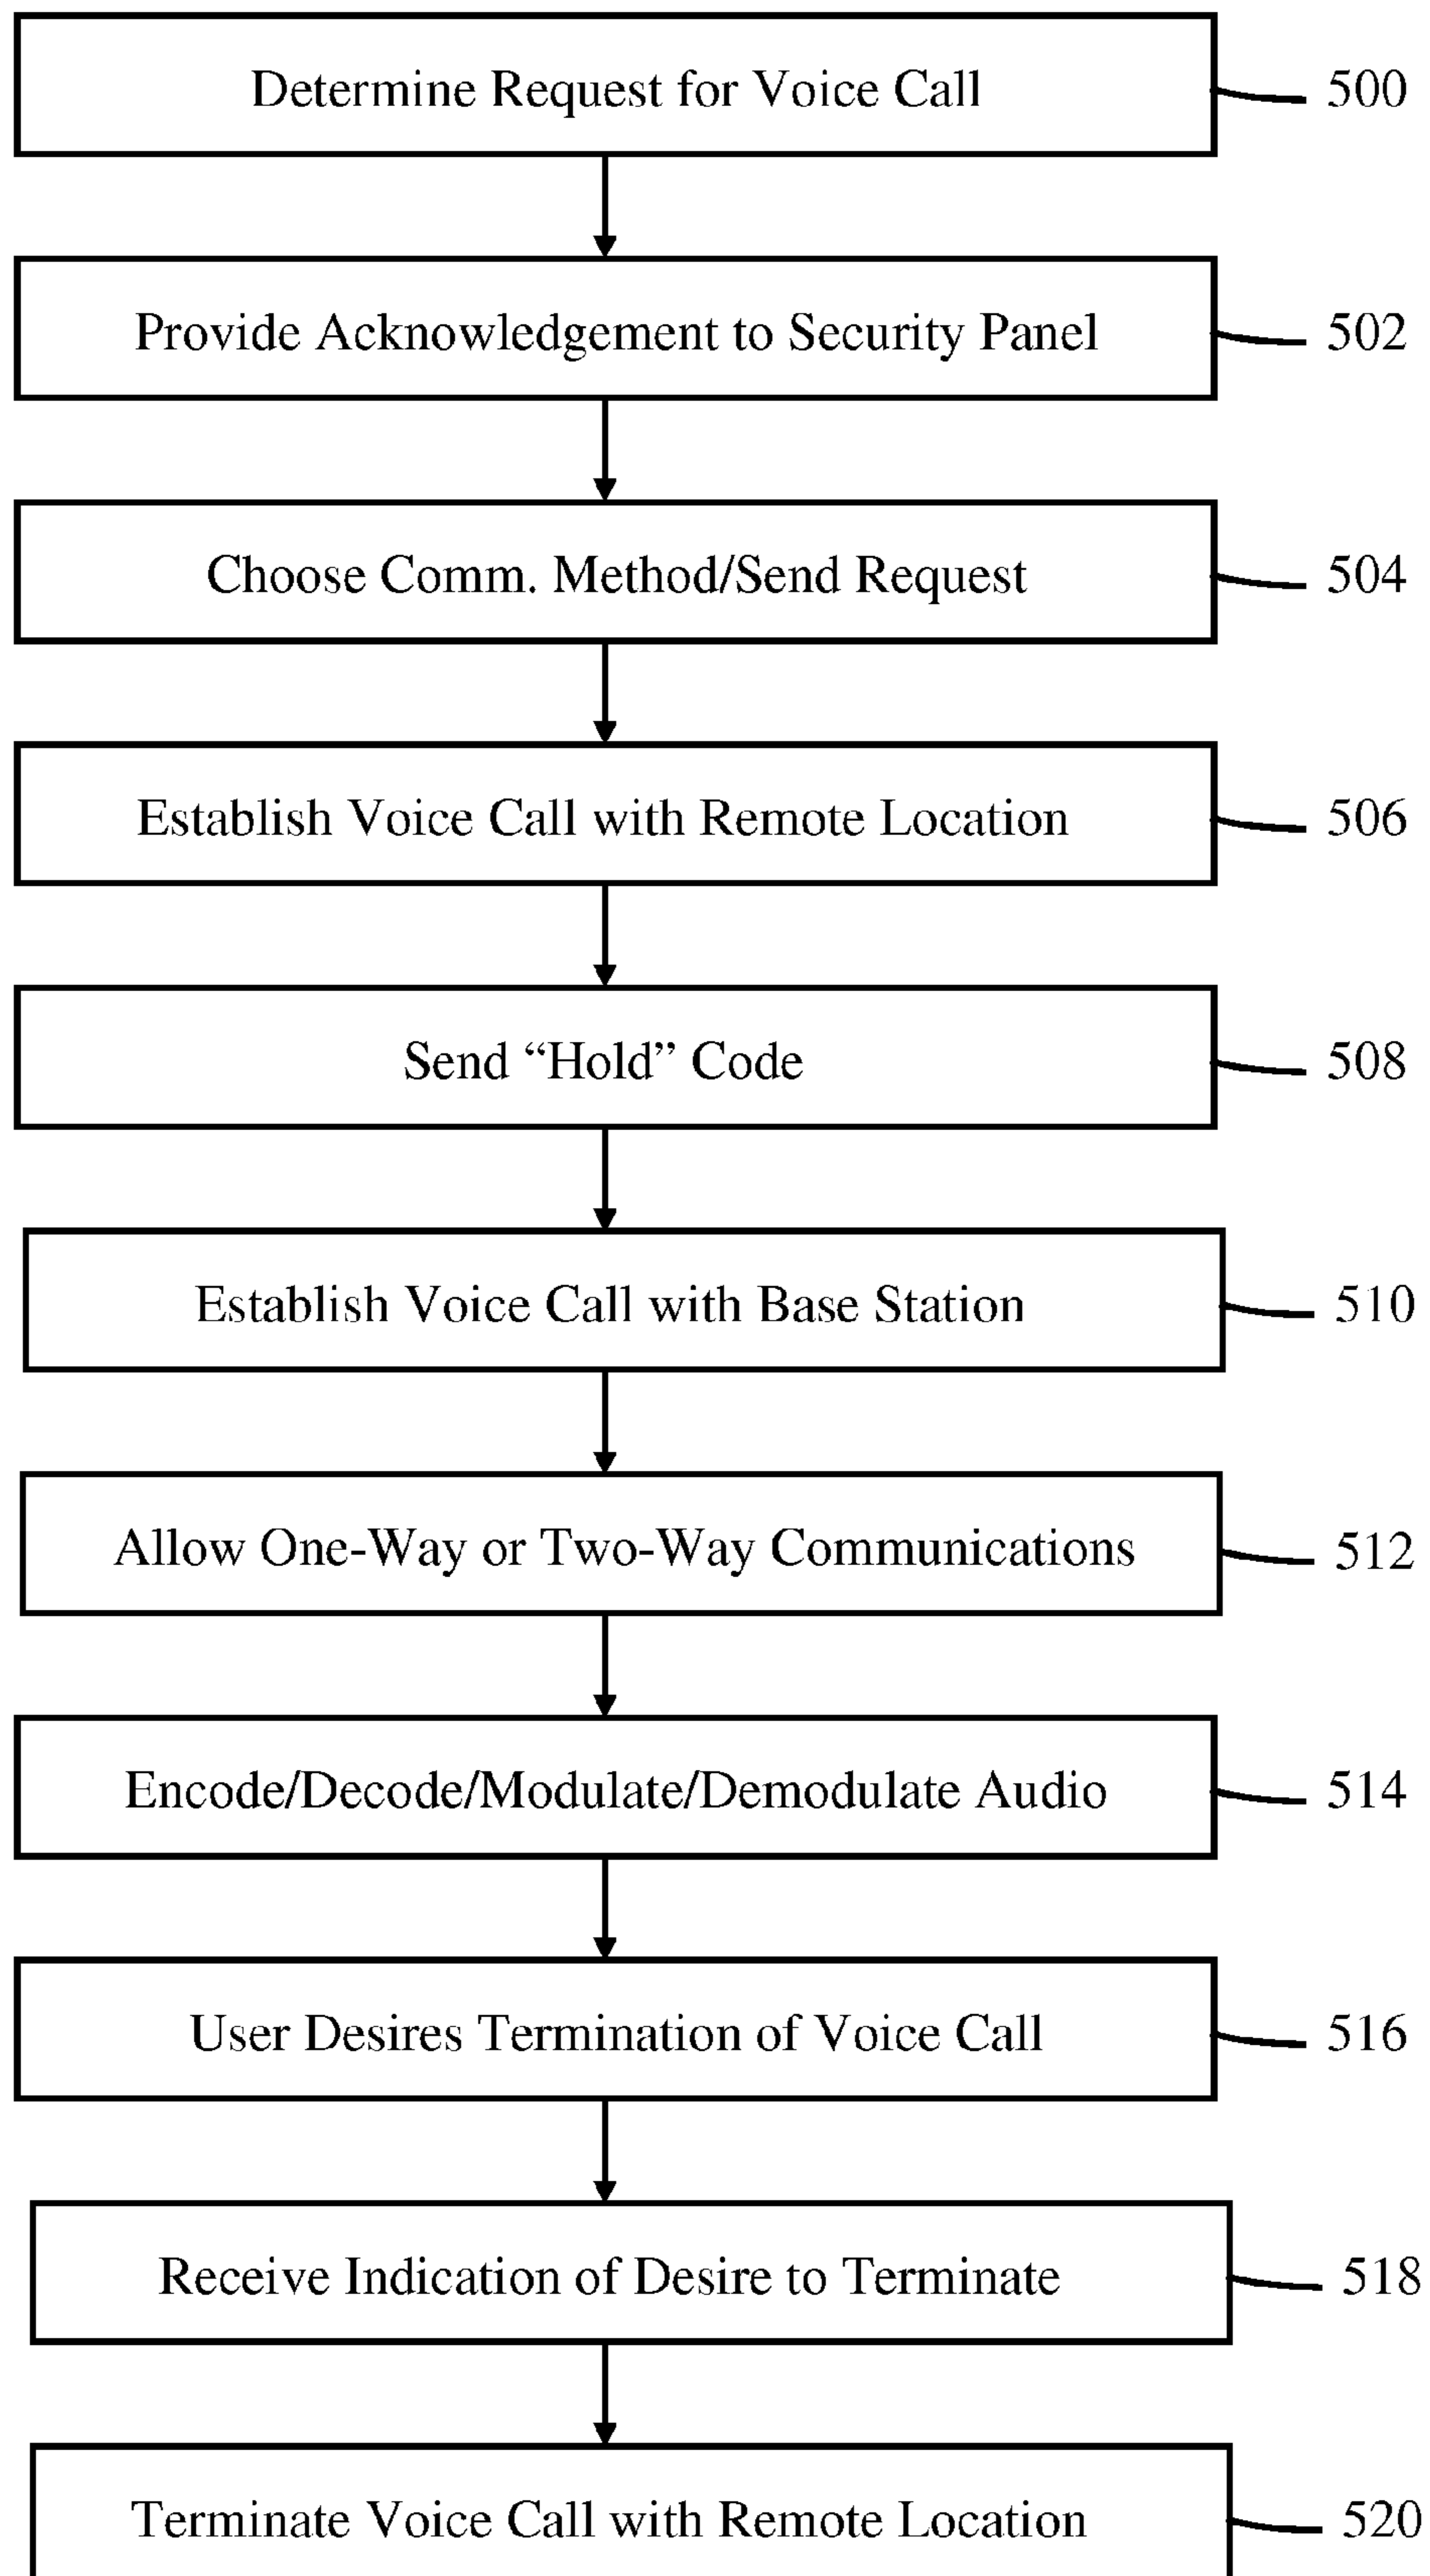 Determine Request for Voice Call
500
Provide Acknowledgement to Security Panel
502
Choose Comm. Method/Send Request
504
Establish Voice Call with Remote Location
506
Send “Hold” Code
508
Establish Voice Call with Base Station
510
Allow One-Way or Two-Way Communications
512
Encode/Decode/Modulate/Demodulate Audio
514
User Desires Termination of Voice Call
516
Receive Indication of Desire to Terminate
518
Terminate Voice Call with Remote Location
520